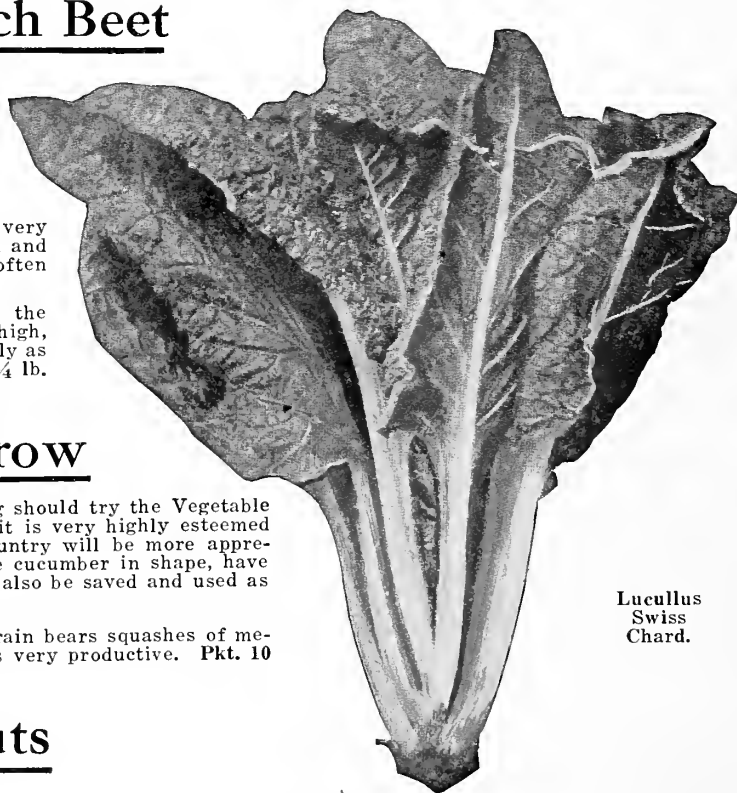 ch Beet
very
and
often
the
high,
ly as
¼ lb.
row
g should try the Vegetable
it is very highly esteemed
untry will be more appre-
e cucumber in shape, have
also be saved and used as
rain bears squashes of me-
s very productive. Pkt. 10
uts
Lucullus
Swiss
Chard.